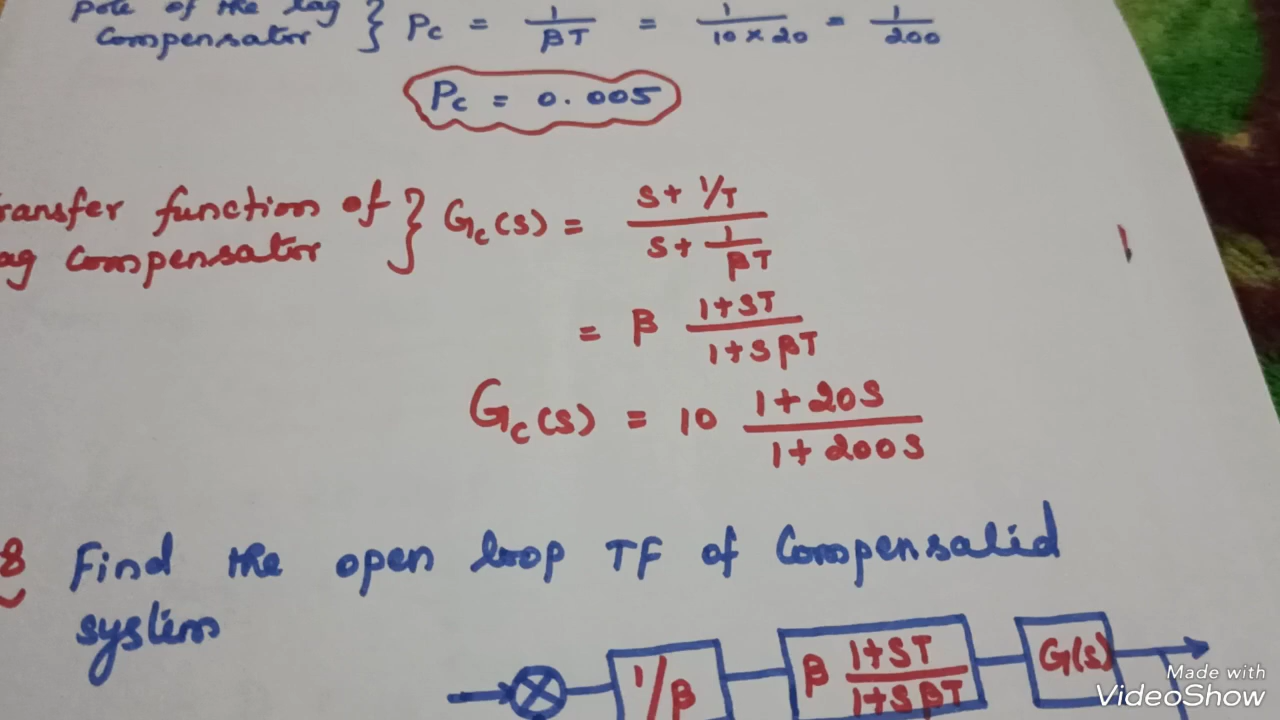 pole of the lag
compensator } Pc = 1/βT = 1/10 × 20 = 1/200
Pc = 0.005
ransfer function of
ag compensator } Gc(s) = s + 1/T / s + 1/βT
= β 1+ST / 1+SβT
Gc(s) = 10 1+20S / 1+200S
8 Find the open loop TF of Compensalid
syslim
1/β
β 1+ST / 1+SβT
G(s)
Made with
VideoShow